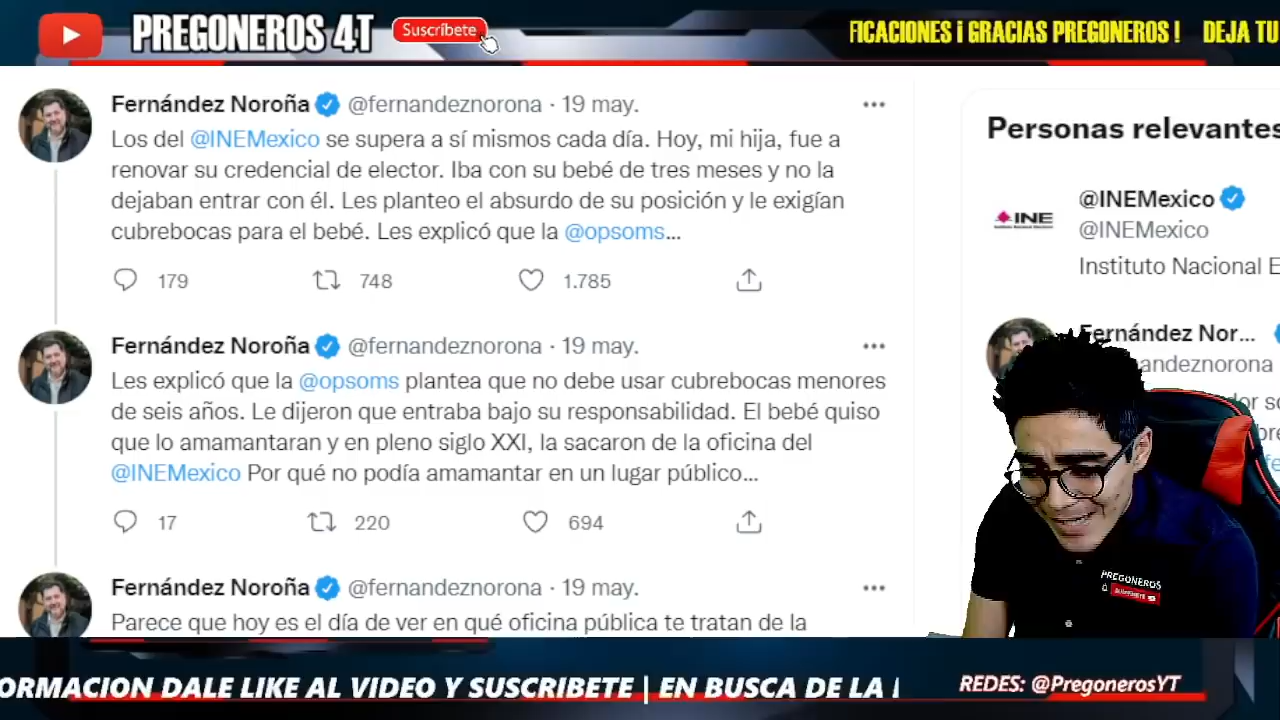 PREGONEROS 4T
Suscríbete
FICACIONES ¡ GRACIAS PREGONEROS ! DEJA TU
Fernández Noroña @fernandeznorona · 19 may.
Los del @INEMexico se supera a sí mismos cada día. Hoy, mi hija, fue a
renovar su credencial de elector. Iba con su bebé de tres meses y no la
dejaban entrar con él. Les planteo el absurdo de su posición y le exigían
cubrebocas para el bebé. Les explicó que la @opsoms...
179 748 1.785
Fernández Noroña @fernandeznorona · 19 may.
Les explicó que la @opsoms plantea que no debe usar cubrebocas menores
de seis años. Le dijeron que entraba bajo su responsabilidad. El bebé quiso
que lo amamantaran y en pleno siglo XXI, la sacaron de la oficina del
@INEMexico Por qué no podía amamantar en un lugar público...
17 220 694
Fernández Noroña @fernandeznorona · 19 may.
Parece que hoy es el día de ver en qué oficina pública te tratan de la
Personas relevantes
INE
@INEMexico
@INEMexico
Instituto Nacional E
Fernández Nor...
andeznorona
PREGONEROS
ORMACION DALE LIKE AL VIDEO Y SUSCRIBETE | EN BUSCA DE LA
REDES: @PregonerosYT